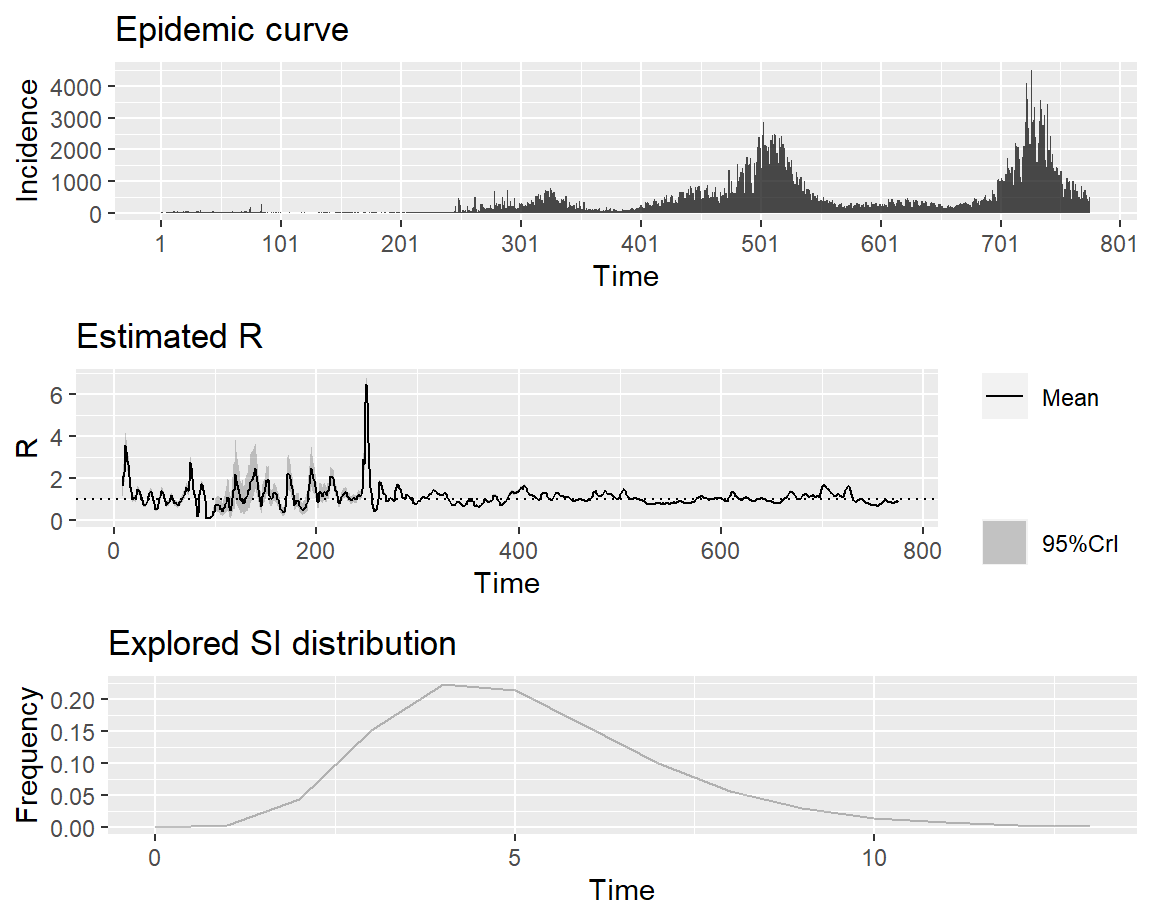 Epidemic curve
Incidence
4000
3000
2000
1000
0
1 101 201 301 401 501 601 701 801
Time
Estimated R
R
6
4
2
0
0 200 400 600 800
Time
Mean
95%CrI
Explored SI distribution
Frequency
0.20
0.15
0.10
0.05
0.00
0 5 10
Time